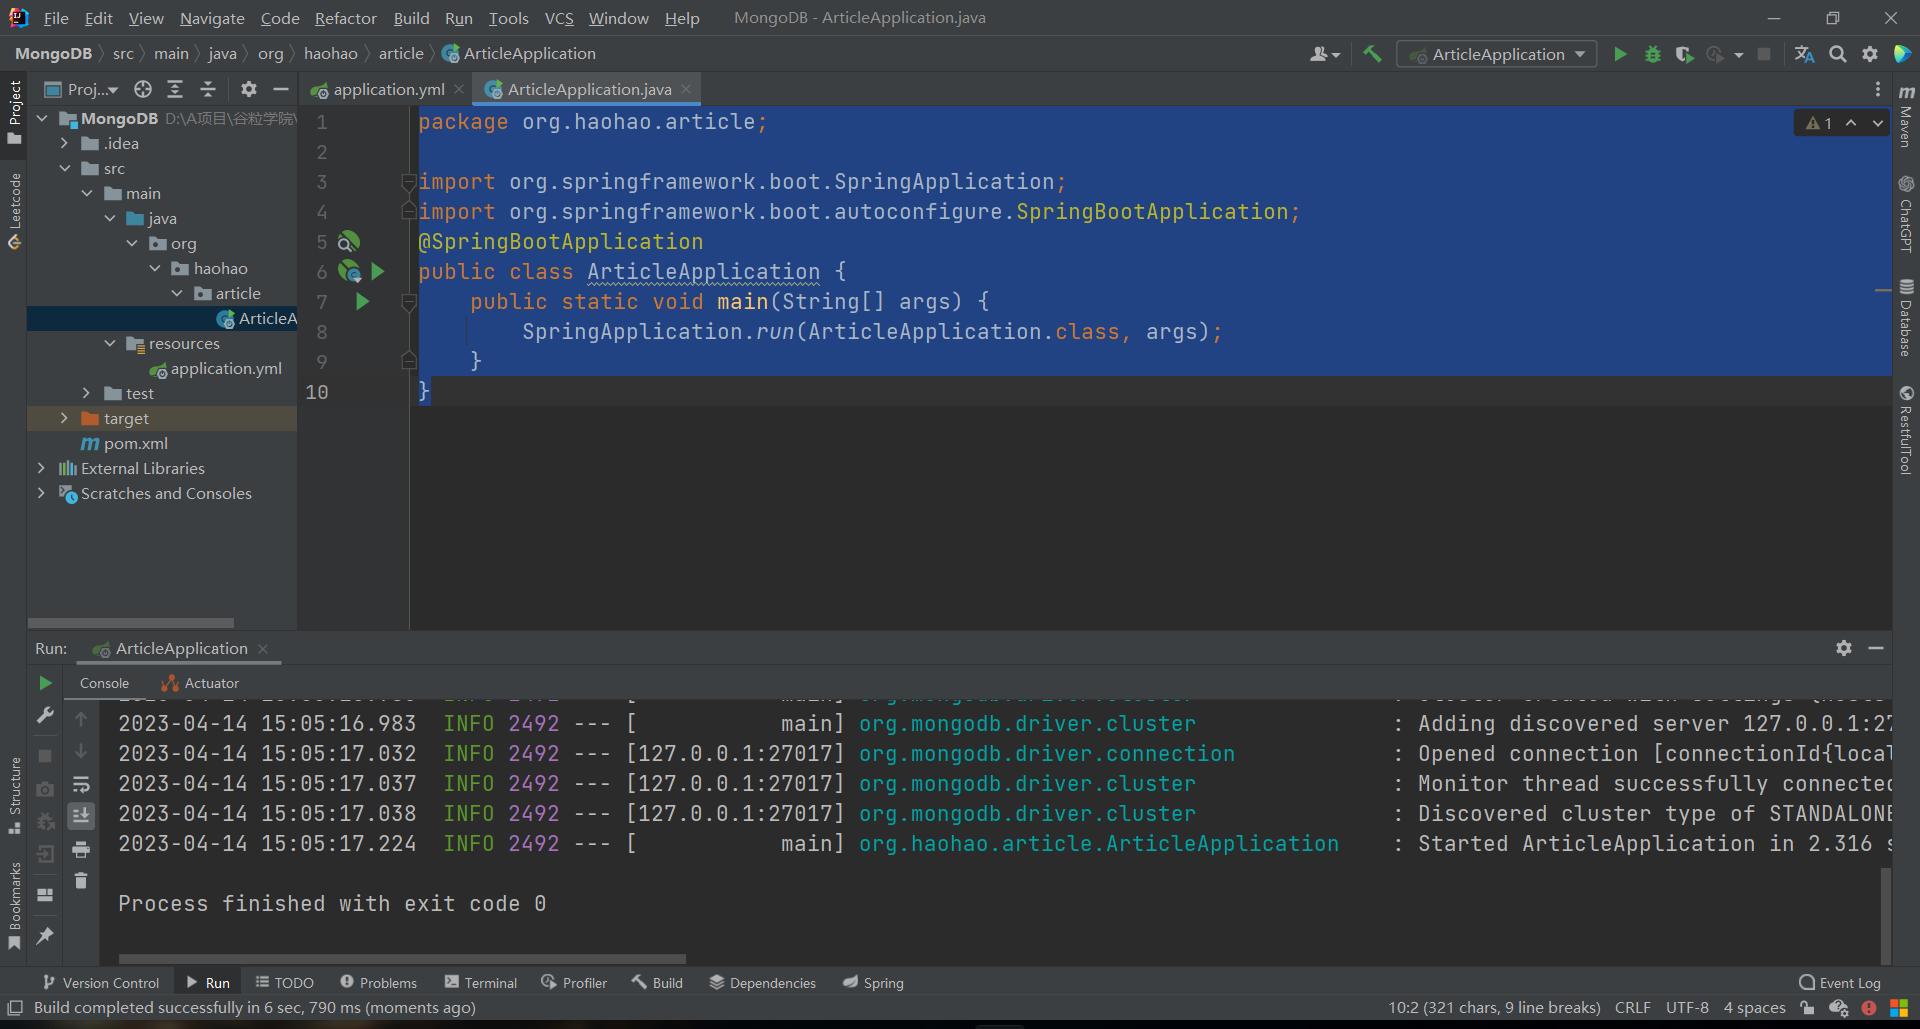 File Edit View Navigate Code Refactor Build Run Tools VCS Window Help MongoDB - ArticleApplication.java
MongoDB src main java org haohao article ArticleApplication
ArticleApplication
Proj...
application.yml
ArticleApplication.java
Project
Leetcode
Structure
Bookmarks
MongoDB D:\A项目\谷粒学院\
.idea
src
main
java
org
haohao
article
ArticleA
resources
application.yml
test
target
pom.xml
External Libraries
Scratches and Consoles
1 package org.haohao.article;
2
3 import org.springframework.boot.SpringApplication;
4 import org.springframework.boot.autoconfigure.SpringBootApplication;
5 @SpringBootApplication
6 public class ArticleApplication {
7 public static void main(String[] args) {
8 SpringApplication.run(ArticleApplication.class, args);
9 }
10 }
1
Maven
ChatGPT
Database
RestfulTool
Run: ArticleApplication
Console Actuator
2023-04-14 15:05:16.983 INFO 2492 --- [ main] org.mongodb.driver.cluster : Adding discovered server 127.0.0.1:27
2023-04-14 15:05:17.032 INFO 2492 --- [127.0.0.1:27017] org.mongodb.driver.connection : Opened connection [connectionId{local
2023-04-14 15:05:17.037 INFO 2492 --- [127.0.0.1:27017] org.mongodb.driver.cluster : Monitor thread successfully connected
2023-04-14 15:05:17.038 INFO 2492 --- [127.0.0.1:27017] org.mongodb.driver.cluster : Discovered cluster type of STANDALONE
2023-04-14 15:05:17.224 INFO 2492 --- [ main] org.haohao.article.ArticleApplication : Started ArticleApplication in 2.316 s
Process finished with exit code 0
Version Control Run TODO Problems Terminal Profiler Build Dependencies Spring Event Log
Build completed successfully in 6 sec, 790 ms (moments ago) 10:2 (321 chars, 9 line breaks) CRLF UTF-8 4 spaces